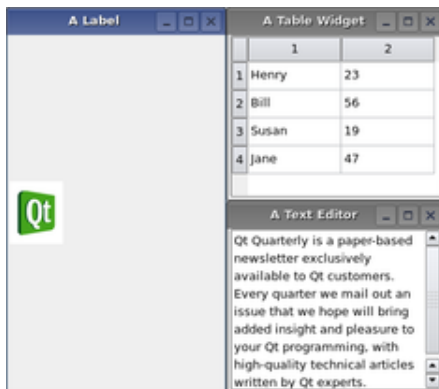 A Label
Qt
A Table Widget
1 2
1 Henry 23
2 Bill 56
3 Susan 19
4 Jane 47
A Text Editor
Qt Quarterly is a paper-based
newsletter exclusively
available to Qt customers.
Every quarter we mail out an
issue that we hope will bring
added insight and pleasure to
your Qt programming, with
high-quality technical articles
written by Qt experts.